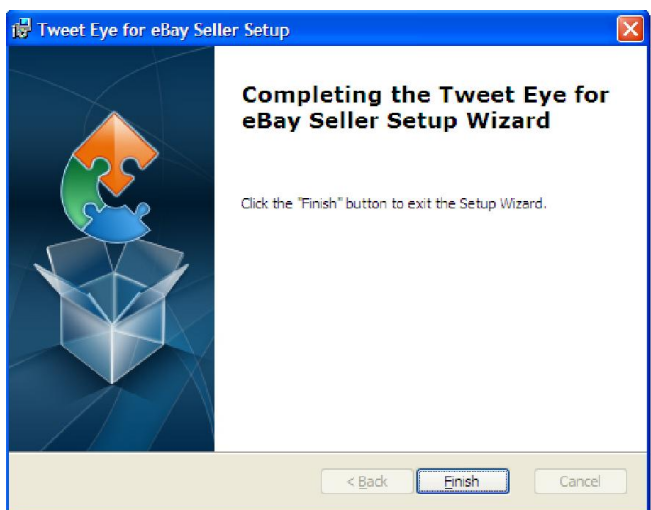 Tweet Eye for eBay Seller Setup
Completing the Tweet Eye for
eBay Seller Setup Wizard
Click the "Finish" button to exit the Setup Wizard.
< Back
Finish
Cancel